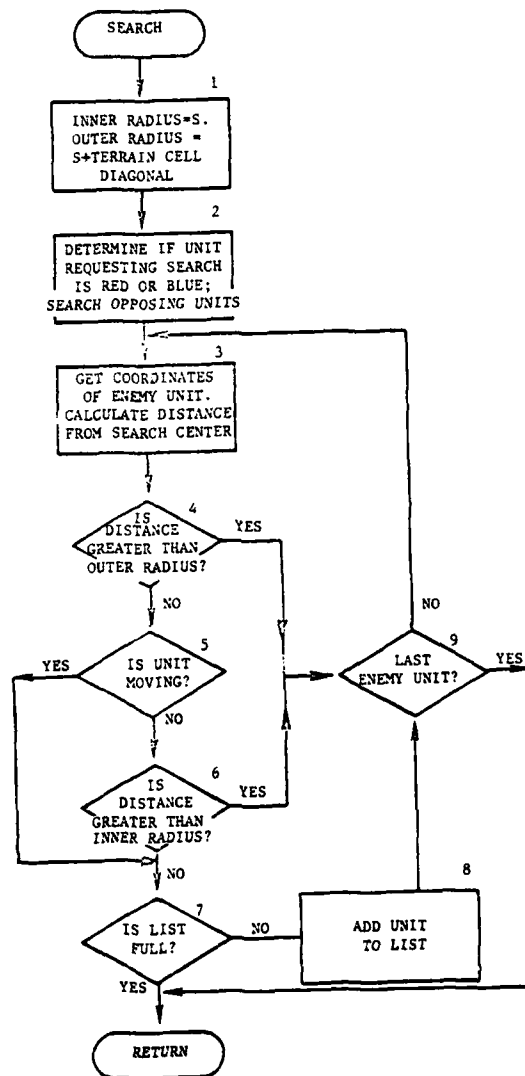 SEARCH
1
INNER RADIUS=S.
OUTER RADIUS =
S+TERRAIN CELL
DIAGONAL
2
DETERMINE IF UNIT
REQUESTING SEARCH
IS RED OR BLUE;
SEARCH OPPOSING UNITS
3
GET COORDINATES
OF ENEMY UNIT.
CALCULATE DISTANCE
FROM SEARCH CENTER
4
IS
DISTANCE
GREATER THAN
OUTER RADIUS?
YES
NO
5
YES
IS UNIT
MOVING?
NO
NO
9
LAST
ENEMY UNIT?
YES
6
IS
DISTANCE
GREATER THAN
INNER RADIUS?
YES
NO
7
IS LIST
FULL?
NO
YES
8
ADD UNIT
TO LIST
RETURN